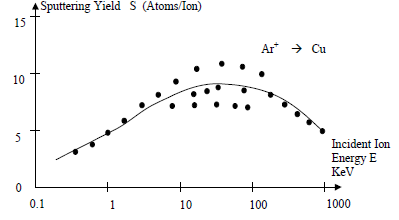 Sputtering Yield S (Atoms/Ion)
15
Ar+ → Cu
10
5
Incident Ion
Energy E
KeV
0
0.1 1 10 100 1000